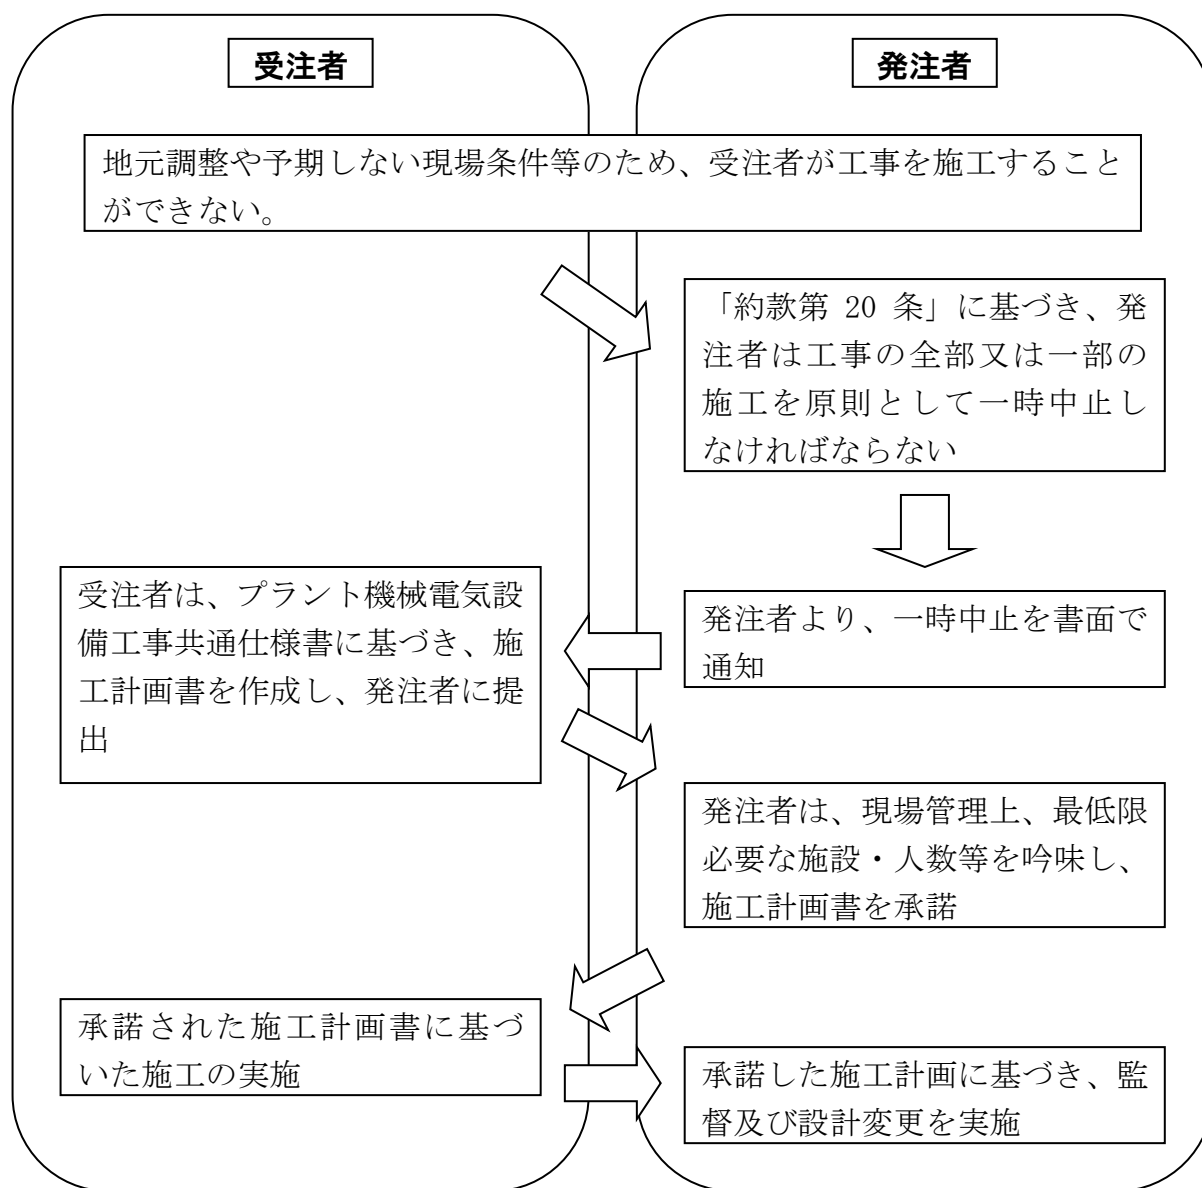 受注者
発注者
地元調整や予期しない現場条件等のため、受注者が工事を施工すること
ができない。
「約款第 20 条」に基づき、発
注者は工事の全部又は一部の
施工を原則として一時中止し
なければならない
発注者より、一時中止を書面で
通知
受注者は、プラント機械電気設
備工事共通仕様書に基づき、施
工計画書を作成し、発注者に提
出
発注者は、現場管理上、最低限
必要な施設・人数等を吟味し、
施工計画書を承諾
承諾された施工計画書に基づ
いた施工の実施
承諾した施工計画に基づき、監
督及び設計変更を実施